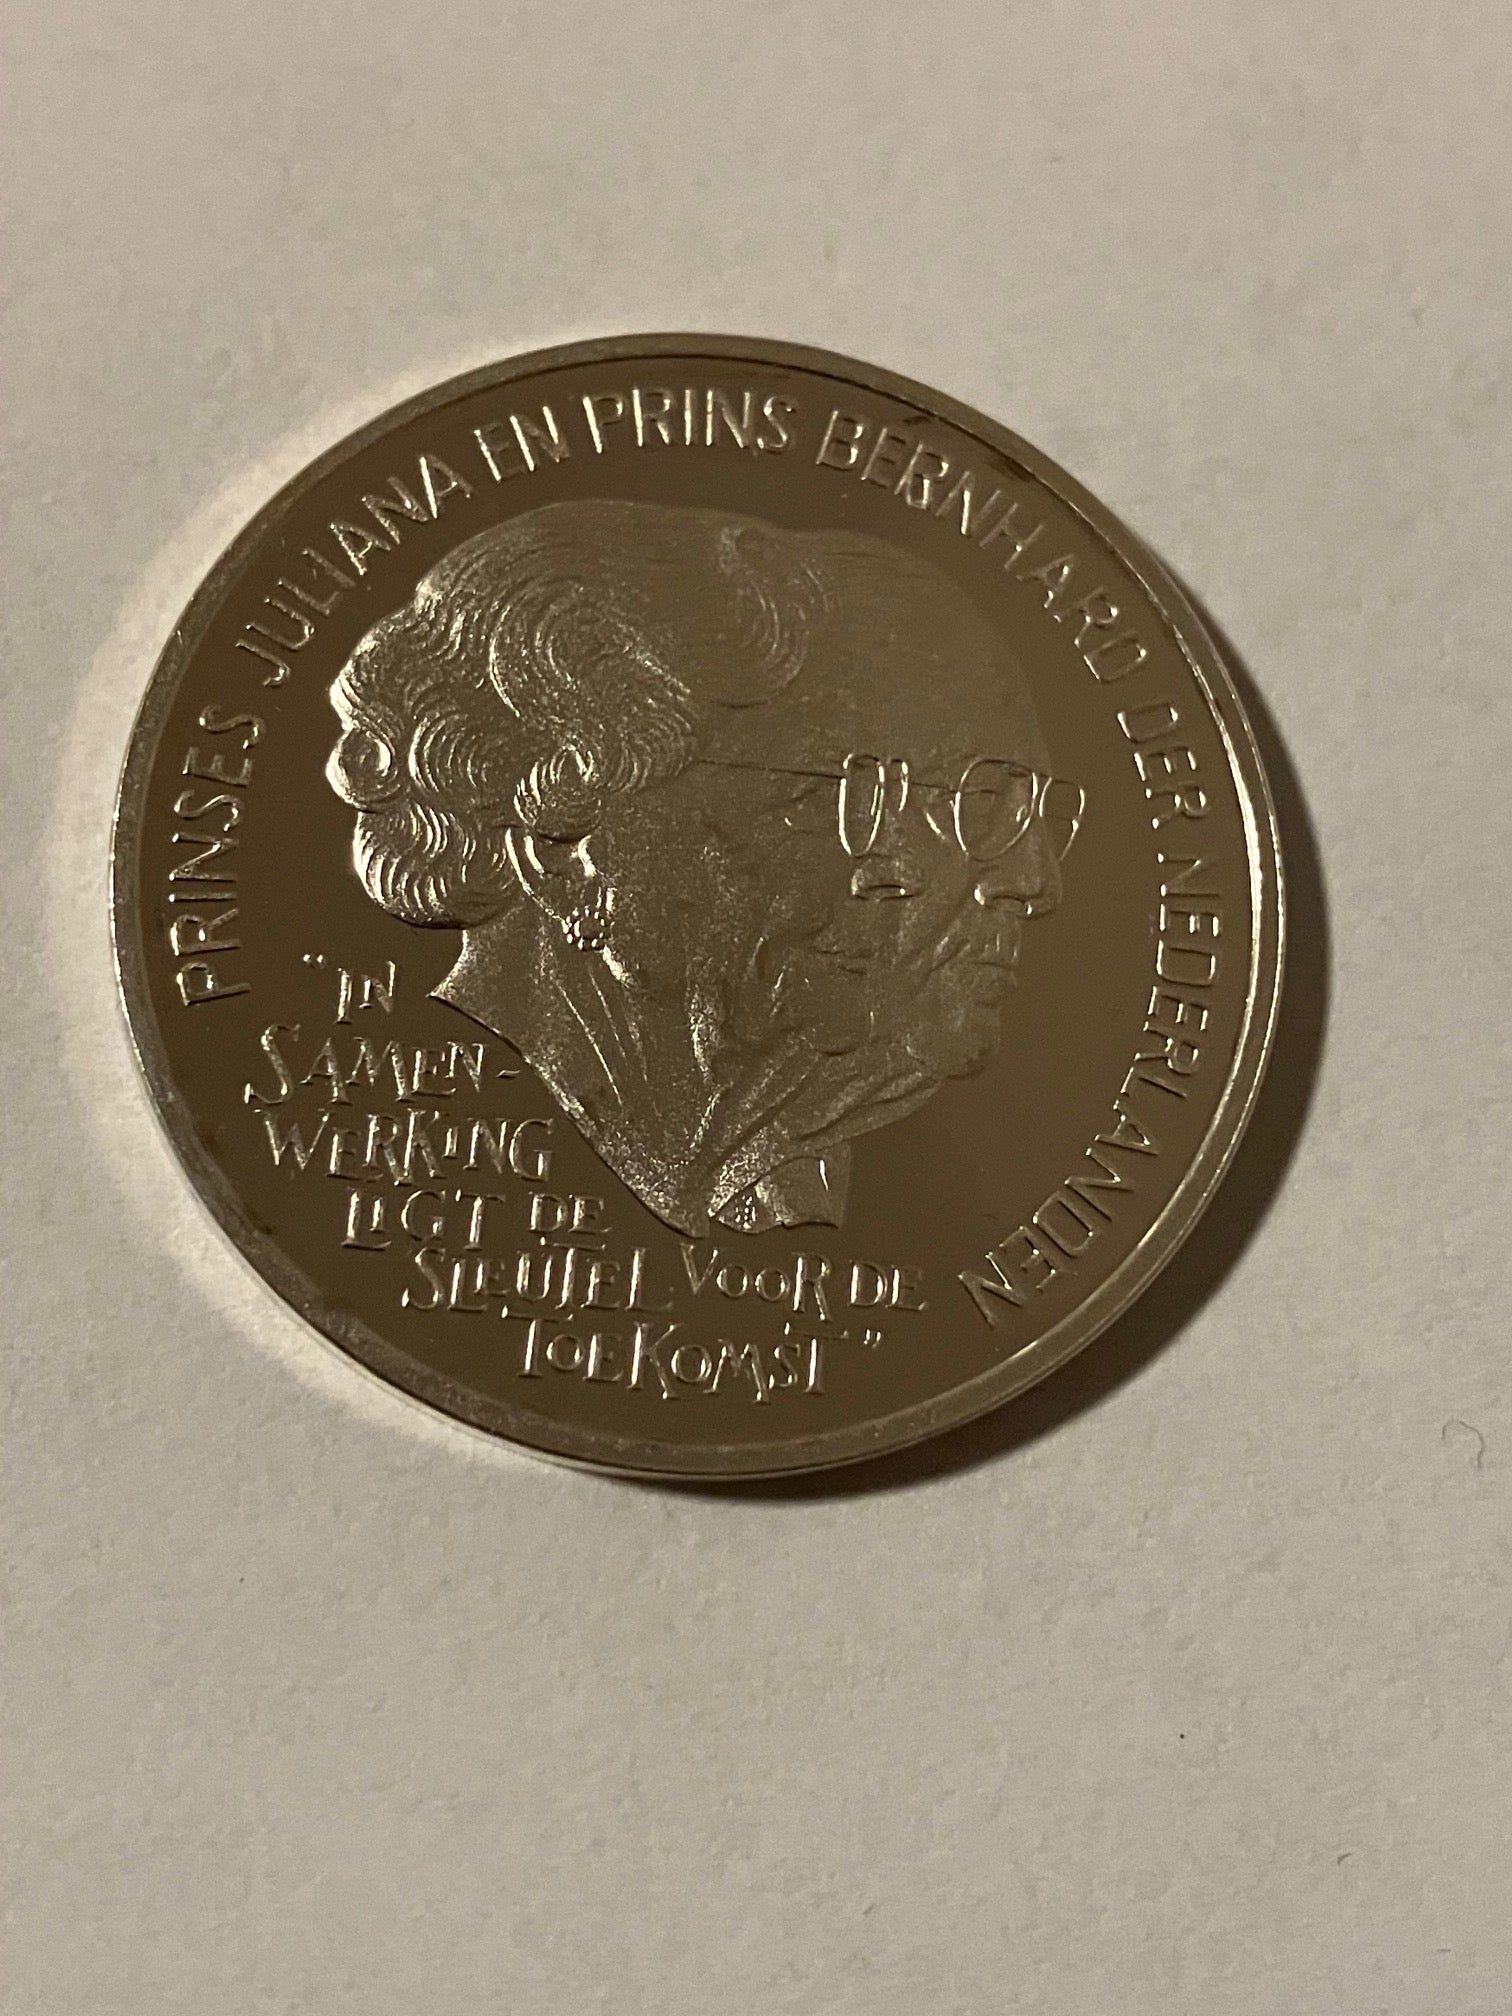 PRINSES JULIANA EN PRINS BERNHARD DER NEDERLANDEN
"IN
SAMEN-
WERKING
LIGT DE
SLEUTEL VOOR DE
TOEKOMST"